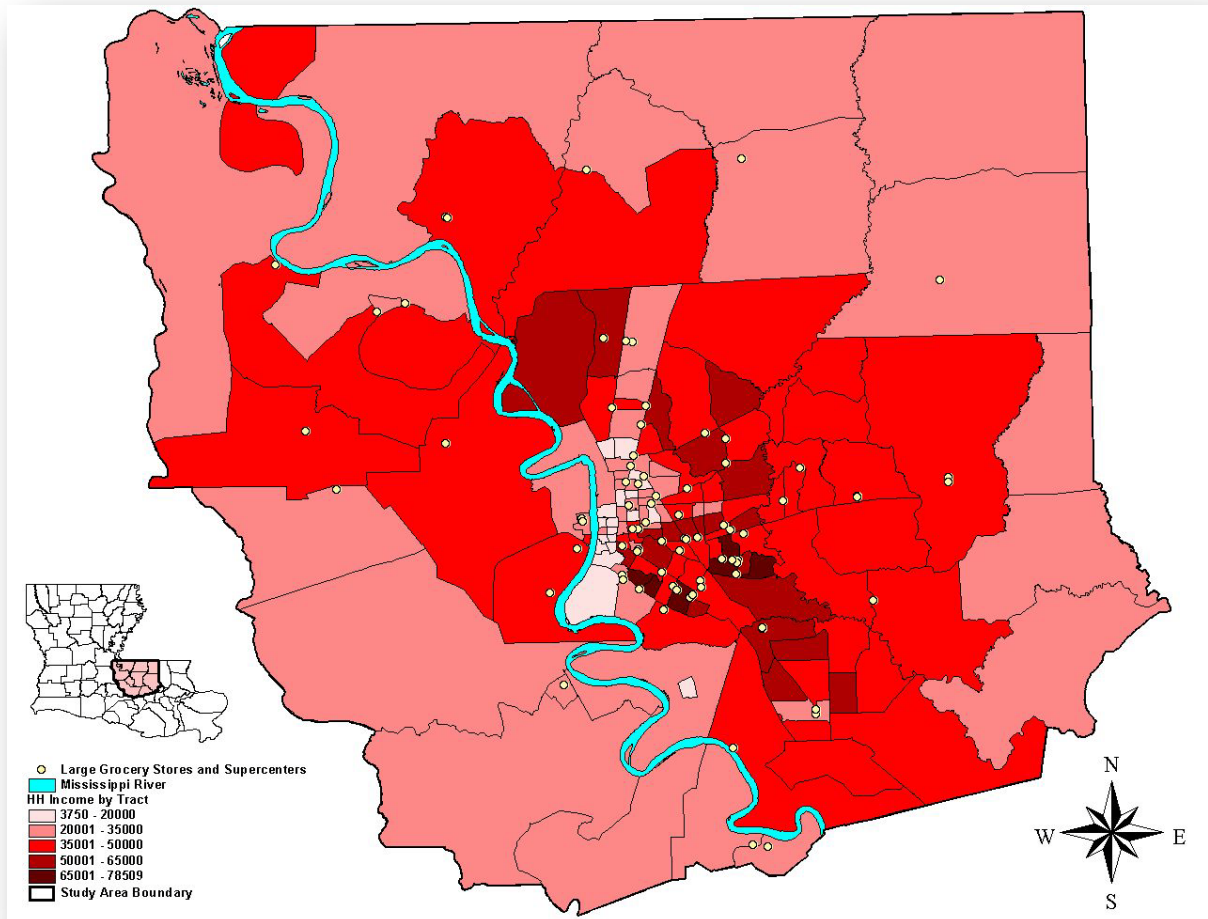 Large Grocery Stores and Supercenters
Mississippi River
HH Income by Tract
3750 - 20000
20001 - 35000
35001 - 50000
50001 - 65000
65001 - 78509
Study Area Boundary
N
W E
S